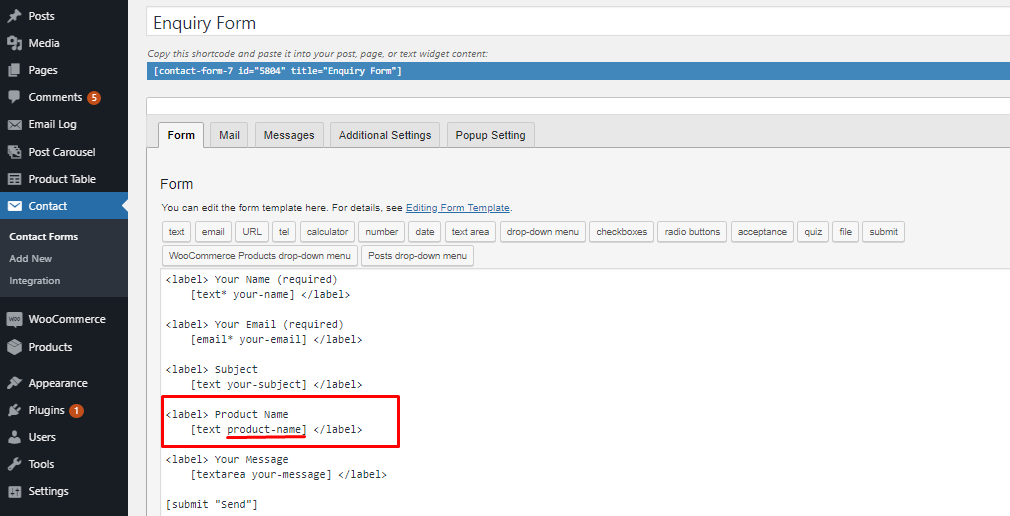 Posts
Media
Pages
Comments 5
Email Log
Post Carousel
Product Table
Contact
Contact Forms
Add New
Integration
WooCommerce
Products
Appearance
Plugins 1
Users
Tools
Settings
Enquiry Form
Copy this shortcode and paste it into your post, page, or text widget content:
[contact-form-7 id="5804" title="Enquiry Form"]
Form Mail Messages Additional Settings Popup Setting
Form
You can edit the form template here. For details, see Editing Form Template.
text email URL tel calculator number date text area drop-down menu checkboxes radio buttons acceptance quiz file submit
WooCommerce Products drop-down menu Posts drop-down menu
<label> Your Name (required)
[text* your-name] </label>
<label> Your Email (required)
[email* your-email] </label>
<label> Subject
[text your-subject] </label>
<label> Product Name
[text product-name] </label>
<label> Your Message
[textarea your-message] </label>
[submit "Send"]